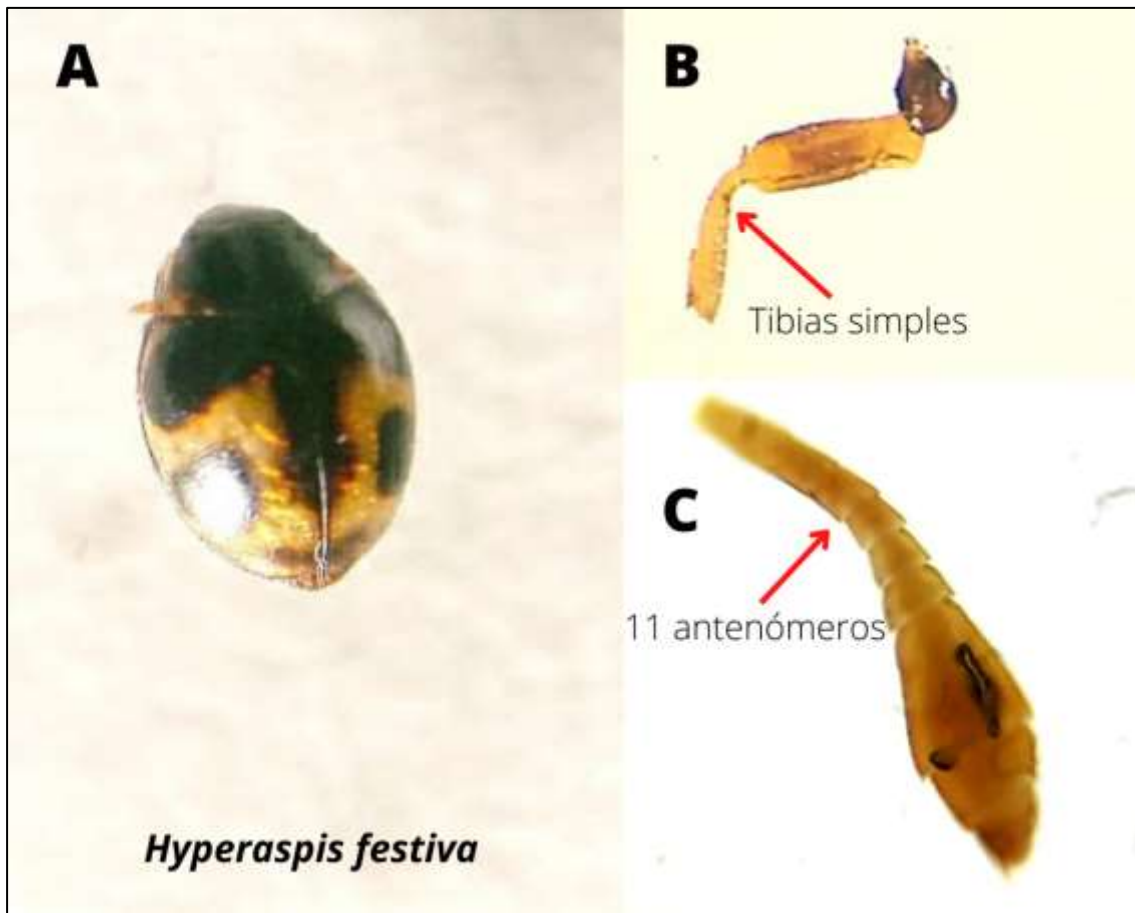 A
Hyperaspis festiva
B
Tibias simples
C
11 antenómeros